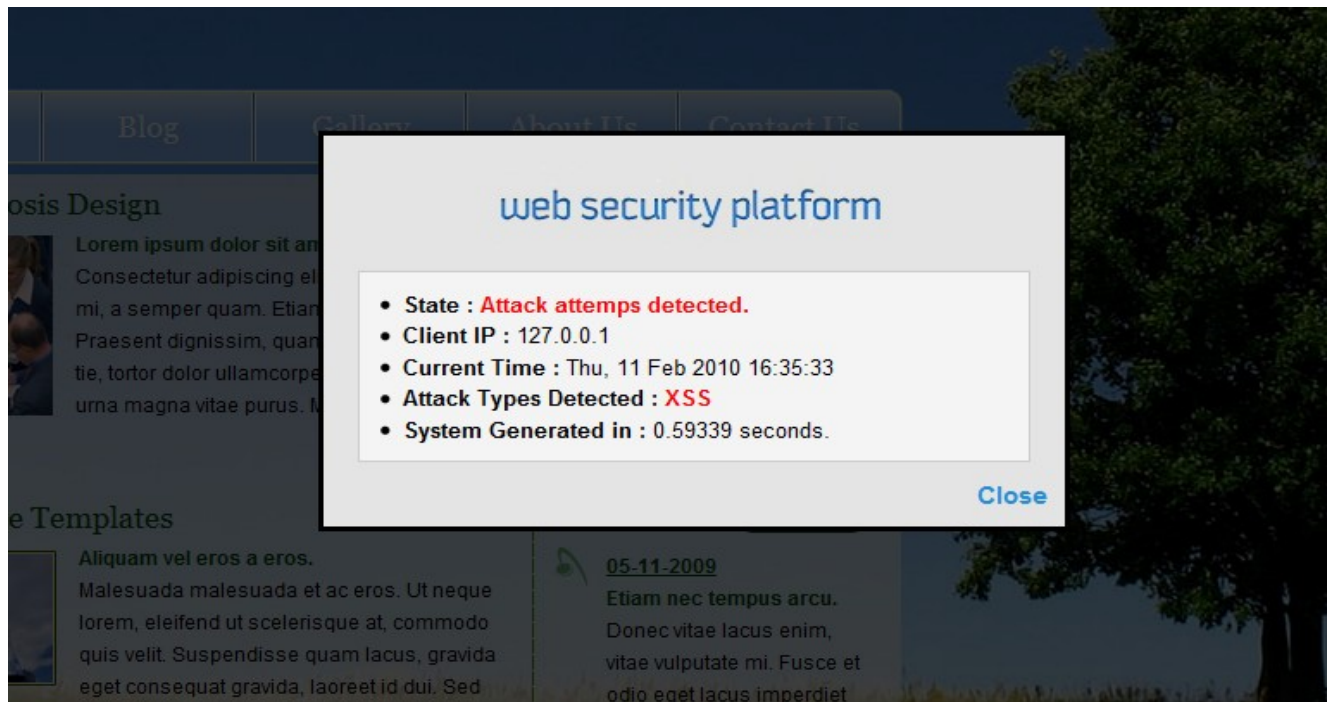 Blog
Gallery
About Us
Contact Us
osis Design
Lorem ipsum dolor sit am
Consectetur adipiscing el
mi, a semper quam. Etiam
Praesent dignissim, quam
tie, tortor dolor ullamcorpe
urna magna vitae purus. M
web security platform
• State : Attack attemps detected.
• Client IP : 127.0.0.1
• Current Time : Thu, 11 Feb 2010 16:35:33
• Attack Types Detected : XSS
• System Generated in : 0.59339 seconds.
Close
e Templates
Aliquam vel eros a eros.
Malesuada malesuada et ac eros. Ut neque
lorem, eleifend ut scelerisque at, commodo
quis velit. Suspendisse quam lacus, gravida
eget consequat gravida, laoreet id dui. Sed
05-11-2009
Etiam nec tempus arcu.
Donec vitae lacus enim,
vitae vulputate mi. Fusce et
odio eget lacus imperdiet